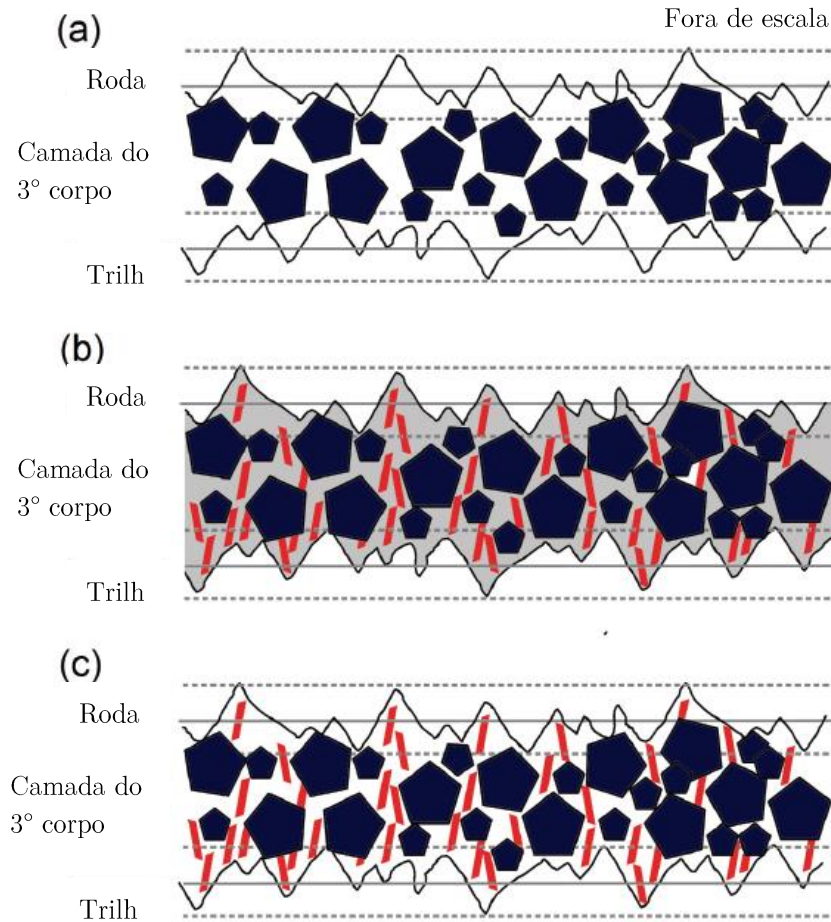 Fora de escala
(a)
Roda
Camada do
3° corpo
Trilh
(b)
Roda
Camada do
3° corpo
Trilh
(c)
Roda
Camada do
3° corpo
Trilh